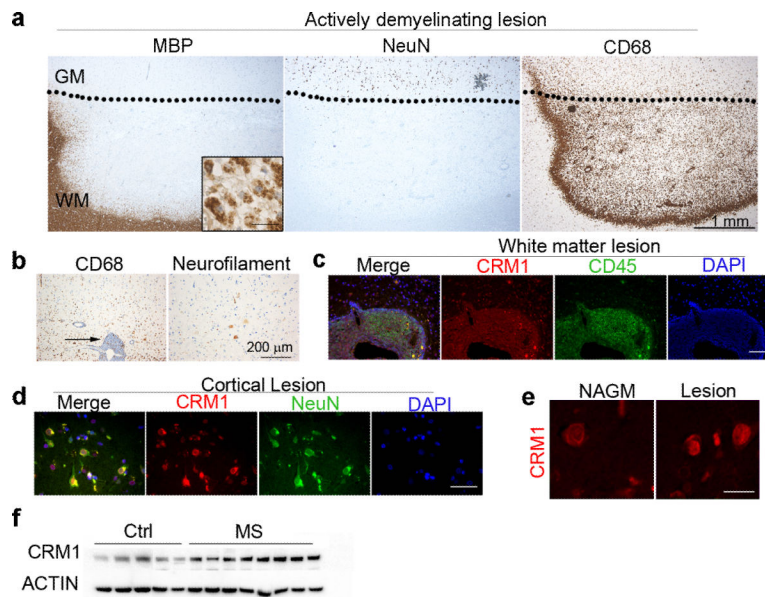 a
Actively demyelinating lesion
MBP NeuN CD68
GM
WM
1 mm
b
CD68 Neurofilament
200 μm
c
White matter lesion
Merge CRM1 CD45 DAPI
d
Cortical Lesion
Merge CRM1 NeuN DAPI
e
NAGM Lesion
CRM1
f
Ctrl MS
CRM1
ACTIN